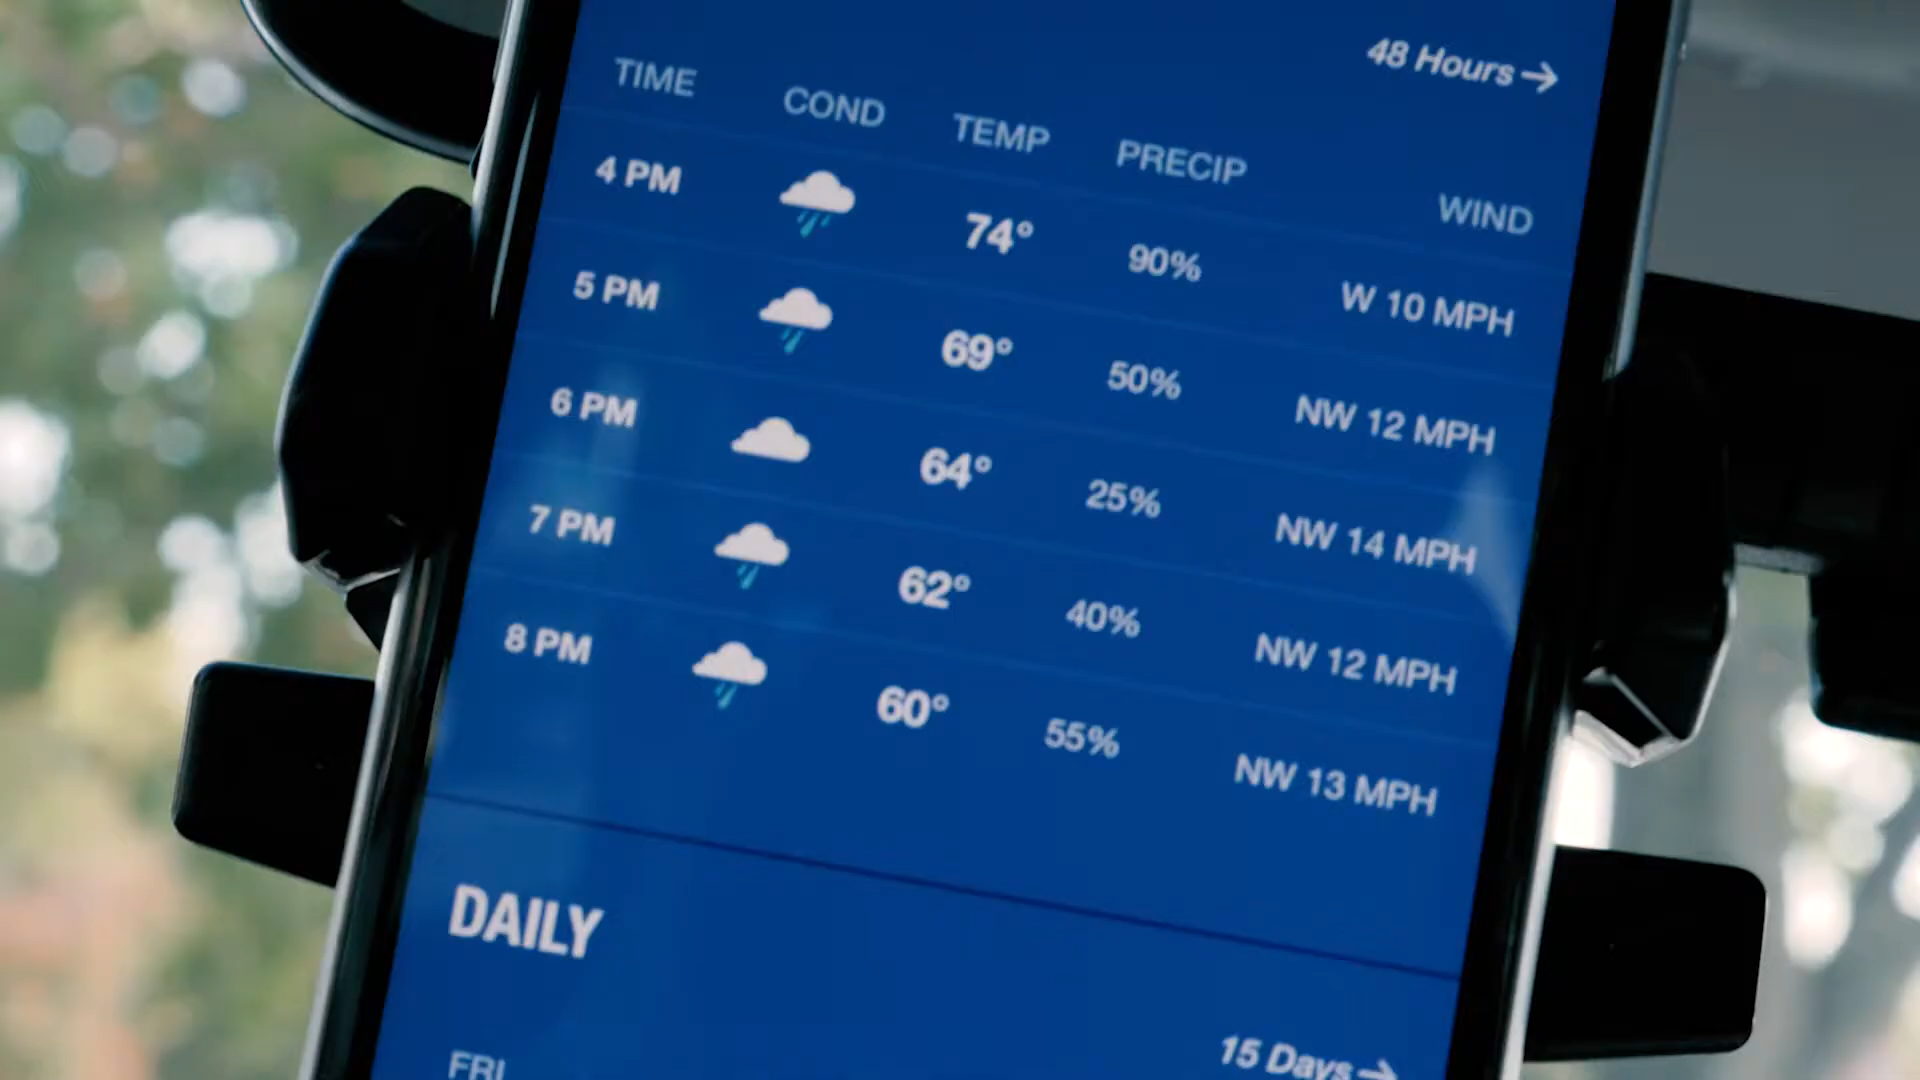 48 Hours →
TIME COND TEMP PRECIP WIND
4 PM 74° 90% W 10 MPH
5 PM 69° 50% NW 12 MPH
6 PM 64° 25% NW 14 MPH
7 PM 62° 40% NW 12 MPH
8 PM 60° 55% NW 13 MPH
DAILY
15 Days →
FRI